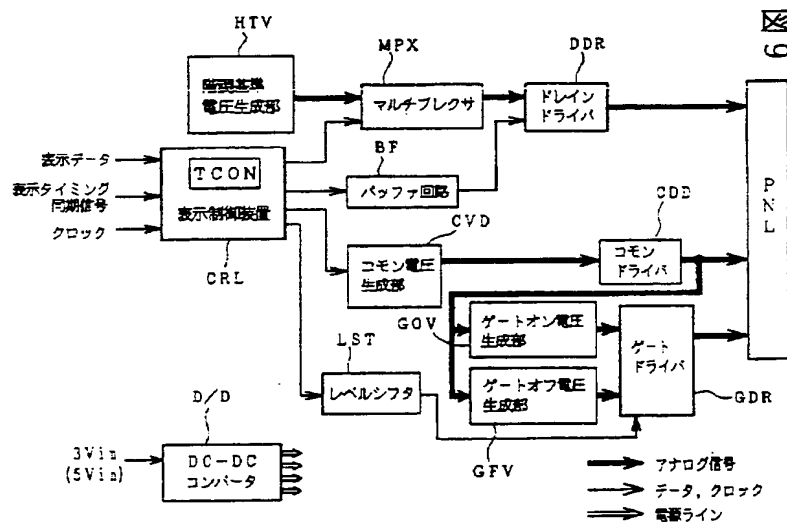 図 6
HTV
階調基準
電圧生成部
MPX
マルチプレクサ
DDR
ドレイン
ドライバ
PNL
表示データ
表示タイミング
同期信号
クロック
TCON
表示制御装置
CRL
BF
バッファ回路
CVD
コモン電圧
生成部
CDD
コモン
ドライバ
GOV
ゲートオン電圧
生成部
ゲートオフ電圧
生成部
GFV
ゲート
ドライバ
GDR
LST
レベルシフタ
D/D
3Vin
(5Vin)
DC-DC
コンバータ
アナログ信号
データ,クロック
電源ライン